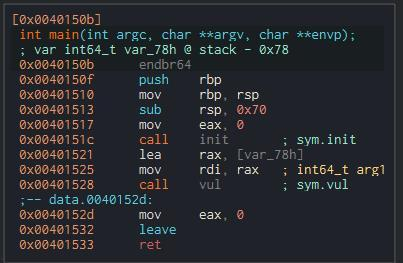 [0x0040150b]
int main(int argc, char **argv, char **envp);
; var int64_t var_78h @ stack - 0x78
0x0040150b endbr64
0x0040150f push rbp
0x00401510 mov rbp, rsp
0x00401513 sub rsp, 0x70
0x00401517 mov eax, 0
0x0040151c call init ; sym.init
0x00401521 lea rax, [var_78h]
0x00401525 mov rdi, rax ; int64_t arg1
0x00401528 call vul ; sym.vul
;-- data.0040152d:
0x0040152d mov eax, 0
0x00401532 leave
0x00401533 ret